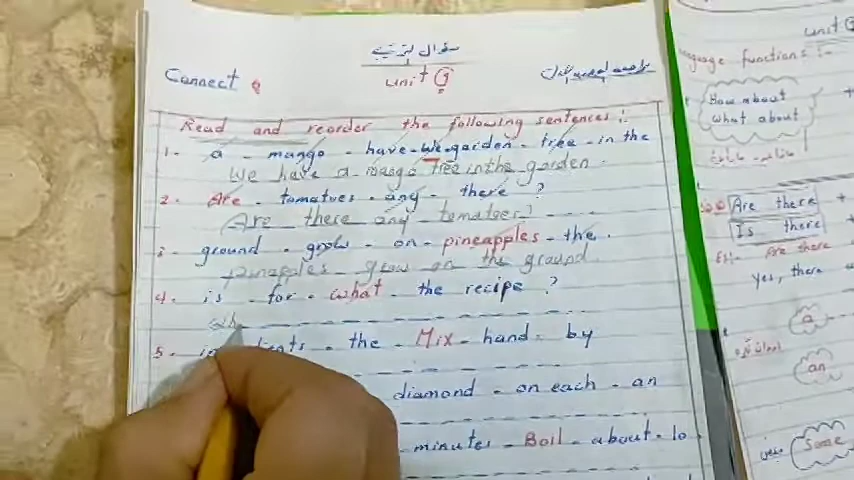 سؤال الترتيب
Connect
unit 9
Read and reorder the following sentences:
1- a - mango - have - we - garden - tree - in the
We have a mango tree in the garden.
2- Are - tomatoes - any - there ?
Are there any tomatoes?
3- ground - grow - on - pineapples - the.
pineapples grow on the ground.
4- is - for - what - the recipe ?
Wh
5- - the - Mix - hand - by
diamond - on each - an
minutes - Boil - about - 10
unit 9
language functions :-
How about
what about
Are there
Is there
Ex:- Are there
Yes, there
a
an
some